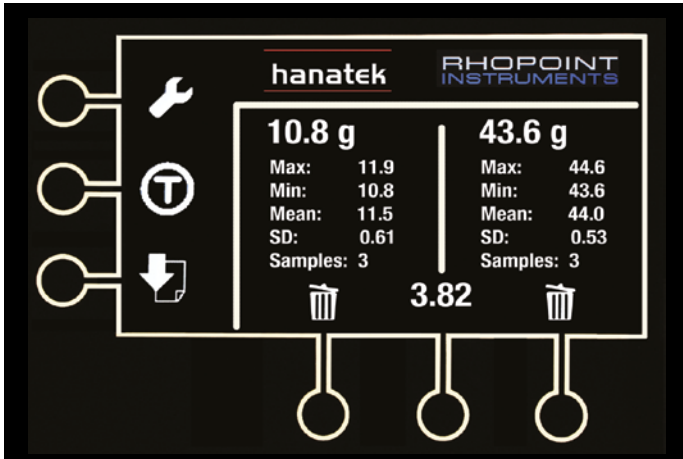 hanatek
RHOPOINT
INSTRUMENTS
T
10.8 g
Max: 11.9
Min: 10.8
Mean: 11.5
SD: 0.61
Samples: 3
43.6 g
Max: 44.6
Min: 43.6
Mean: 44.0
SD: 0.53
Samples: 3
3.82